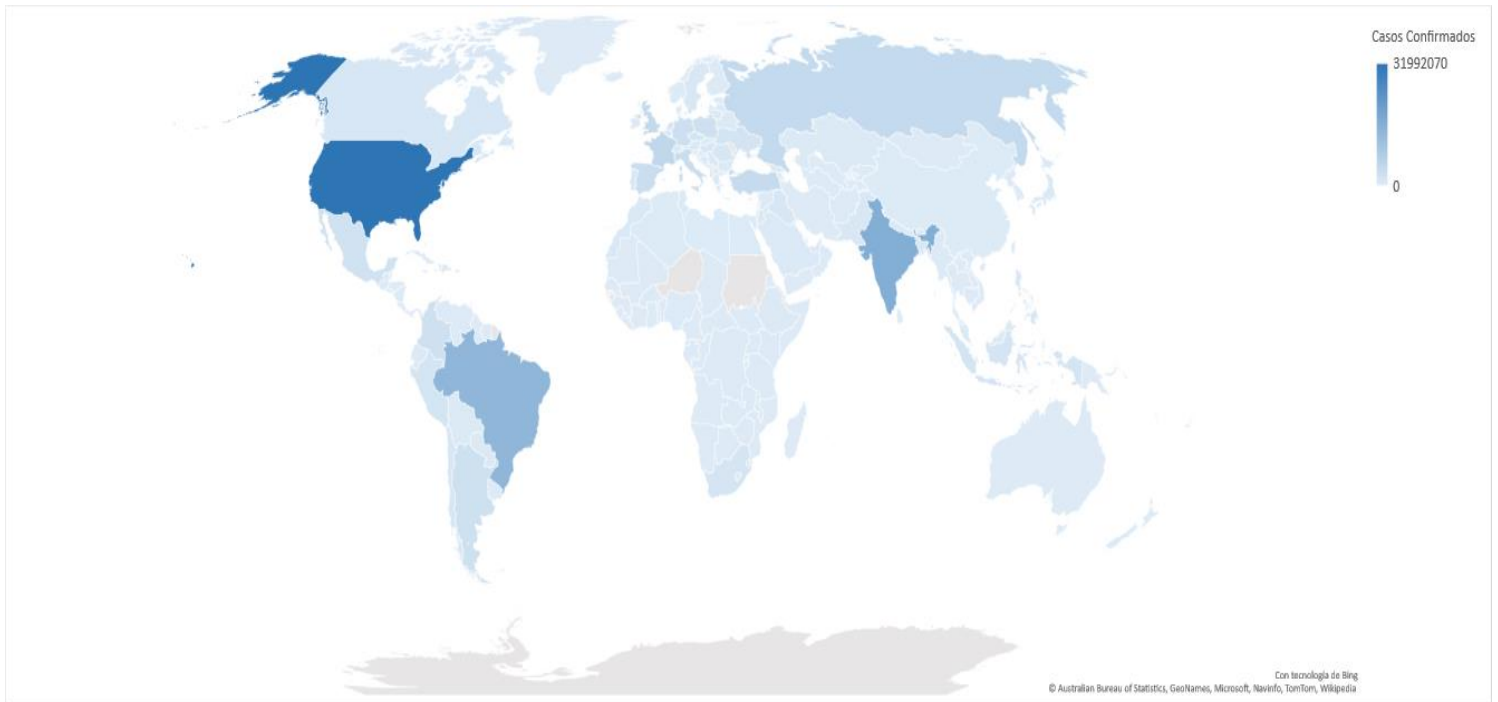 Casos Confirmados
31992070
0
Con tecnología de Bing
© Australian Bureau of Statistics, GeoNames, Microsoft, Navinfo, TomTom, Wikipedia